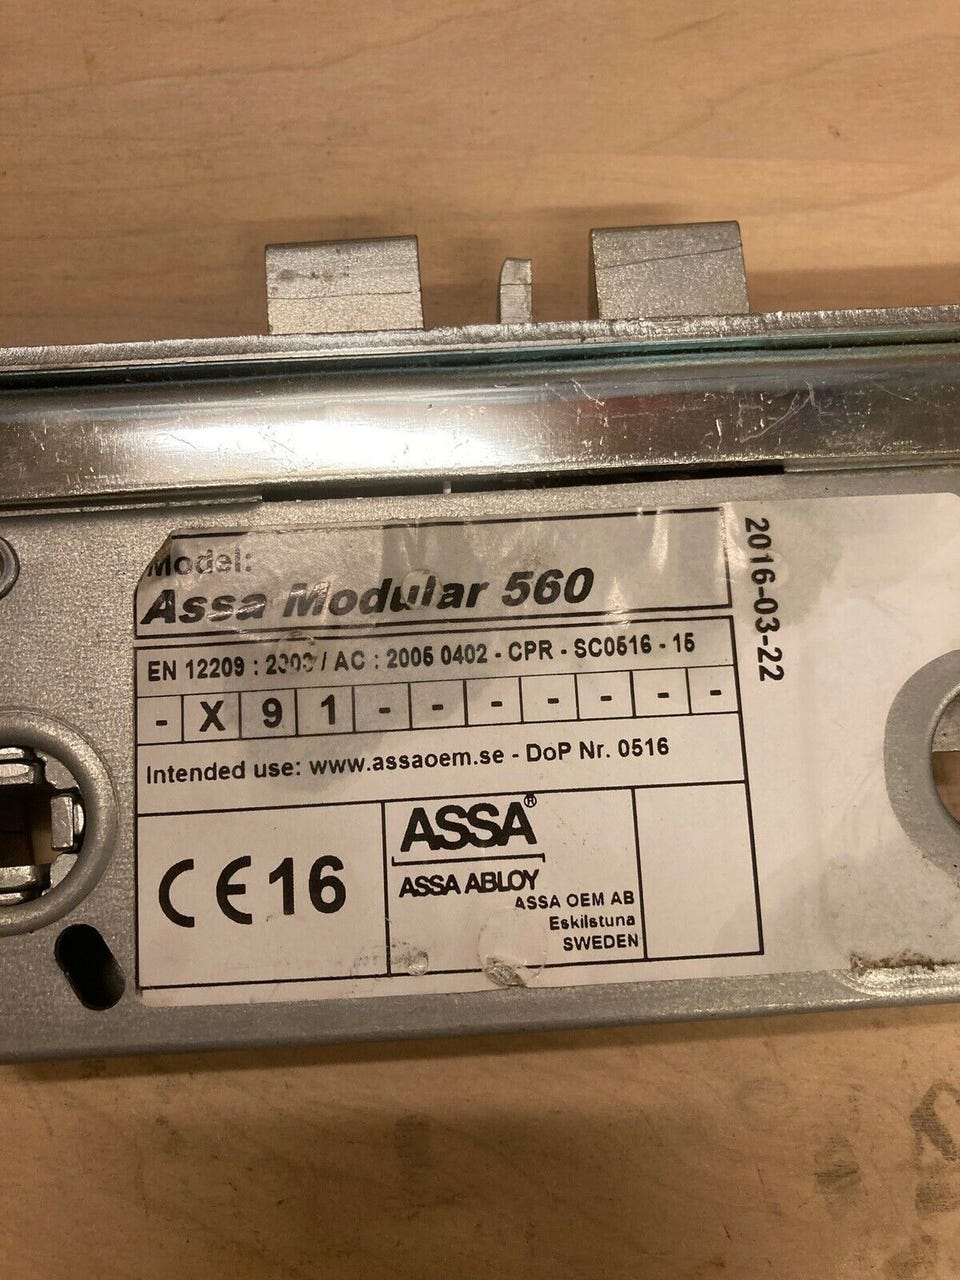 Model:
Assa Modular 560
EN 12209 : 2003 / AC : 2005 0402 - CPR - SC0516 - 15
- X 9 1 - - - - - - -
Intended use: www.assaoem.se - DoP Nr. 0516
CE 16
ASSA®
ASSA ABLOY
ASSA OEM AB
Eskilstuna
SWEDEN
2016-03-22